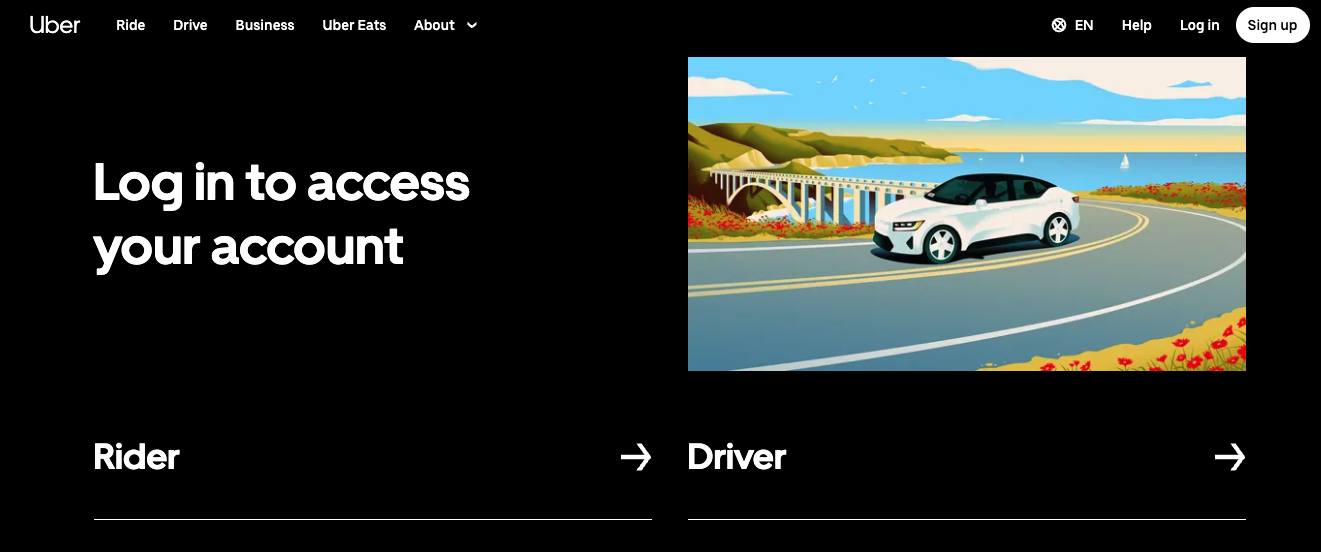 Uber Ride Drive Business Uber Eats About EN Help Log in Sign up
Log in to access
your account
Rider
Driver